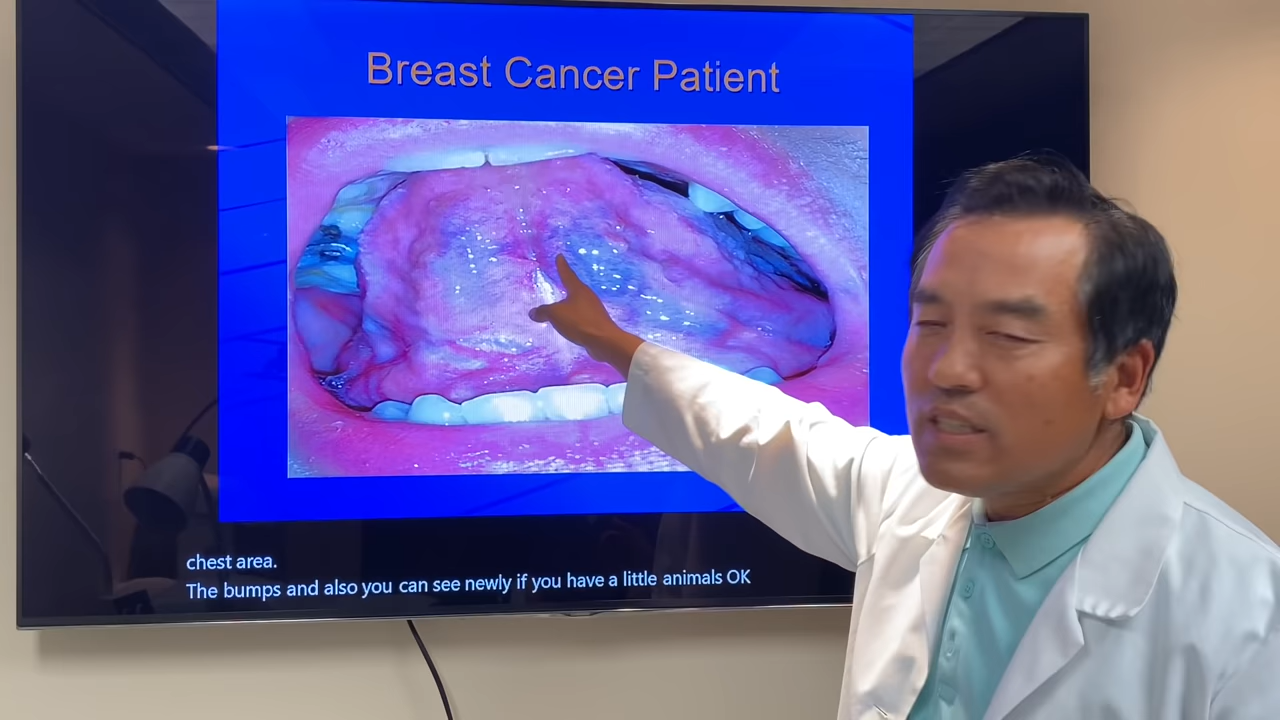 Breast Cancer Patient
chest area.
The bumps and also you can see newly if you have a little animals OK